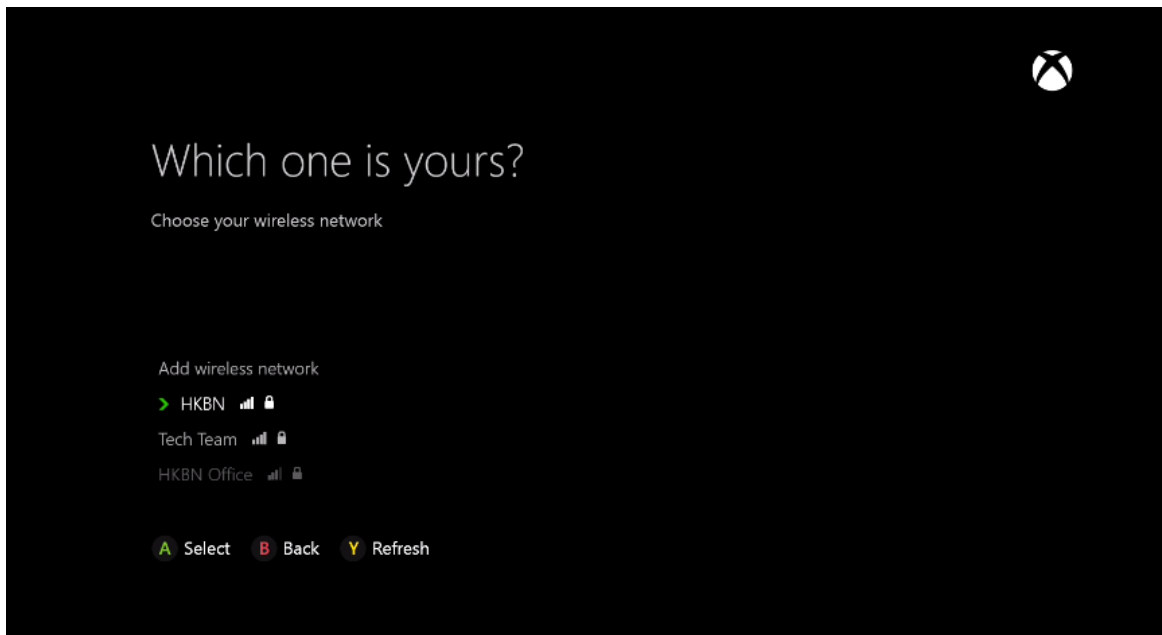 Which one is yours?
Choose your wireless network
Add wireless network
HKBN
Tech Team
HKBN Office
A Select B Back Y Refresh